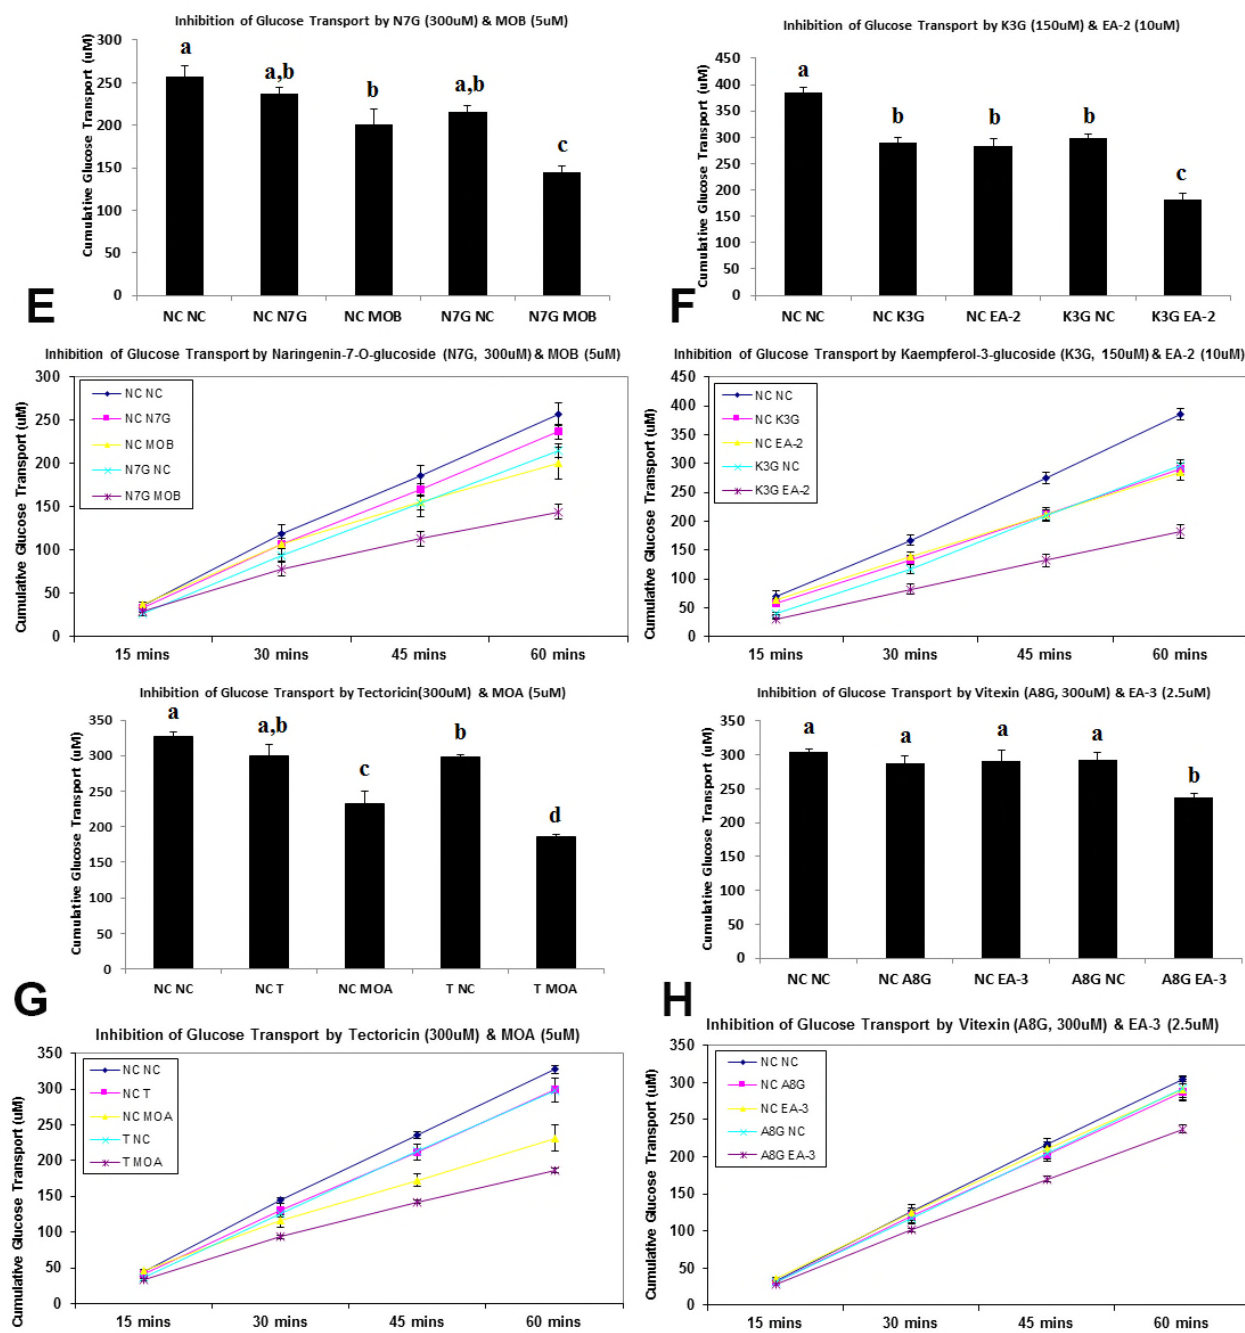 Inhibition of Glucose Transport by N7G (300uM) & MOB (5uM)
Cumulative Glucose Transport (uM)
300
250
200
150
100
50
0
a
a,b
b
a,b
c
NC NC
NC N7G
NC MOB
N7G NC
N7G MOB
E
Inhibition of Glucose Transport by K3G (150uM) & EA-2 (10uM)
Cumulative Glucose Transport (uM)
450
400
350
300
250
200
150
100
50
0
a
b
b
b
c
NC NC
NC K3G
NC EA-2
K3G NC
K3G EA-2
F
Inhibition of Glucose Transport by Naringenin-7-O-glucoside (N7G, 300uM) & MOB (5uM)
Cumulative Glucose Transport (uM)
300
250
200
150
100
50
0
NC NC
NC N7G
NC MOB
N7G NC
N7G MOB
15 mins
30 mins
45 mins
60 mins
Inhibition of Glucose Transport by Kaempferol-3-glucoside (K3G, 150uM) & EA-2 (10uM)
Cumulative Glucose Transport (uM)
450
400
350
300
250
200
150
100
50
0
NC NC
NC K3G
NC EA-2
K3G NC
K3G EA-2
15 mins
30 mins
45 mins
60 mins
Inhibition of Glucose Transport by Tectoricin(300uM) & MOA (5uM)
Cumulative Glucose Transport (uM)
350
300
250
200
150
100
50
0
a
a,b
c
b
d
NC NC
NC T
NC MOA
T NC
T MOA
G
Inhibition of Glucose Transport by Vitexin (A8G, 300uM) & EA-3 (2.5uM)
Cumulative Glucose Transport (uM)
350
300
250
200
150
100
50
0
a
a
a
a
b
NC NC
NC A8G
NC EA-3
A8G NC
A8G EA-3
H
Inhibition of Glucose Transport by Tectoricin (300uM) & MOA (5uM)
Cumulative Glucose Transport (uM)
350
300
250
200
150
100
50
0
NC NC
NC T
NC MOA
T NC
T MOA
15 mins
30 mins
45 mins
60 mins
Inhibition of Glucose Transport by Vitexin (A8G, 300uM) & EA-3 (2.5uM)
Cumulative Glucose Transport (uM)
350
300
250
200
150
100
50
0
NC NC
NC A8G
NC EA-3
A8G NC
A8G EA-3
15 mins
30 mins
45 mins
60 mins